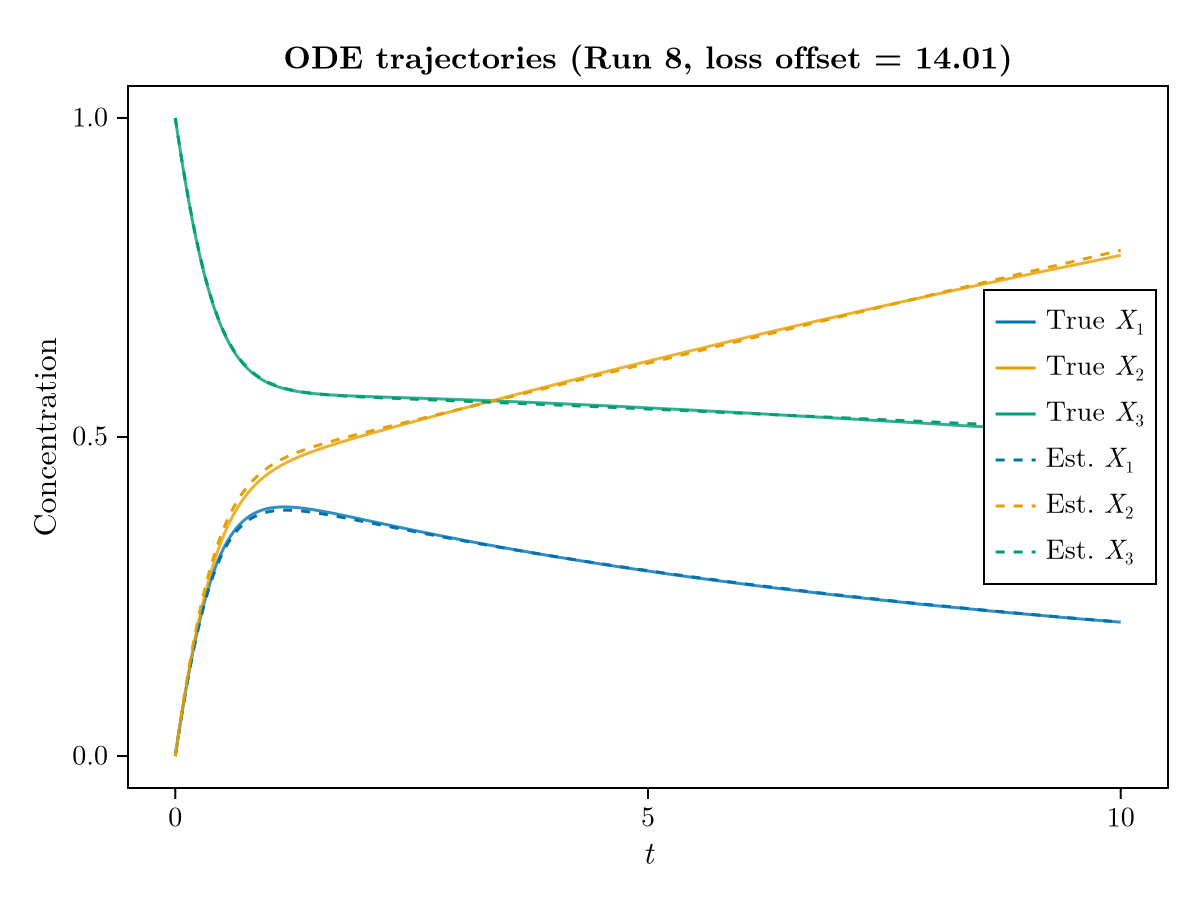 ODE trajectories (Run 8, loss offset = 14.01)
1.0
0.5
0.0
Concentration
0
5
10
t
True X₁
True X₂
True X₃
Est. X₁
Est. X₂
Est. X₃